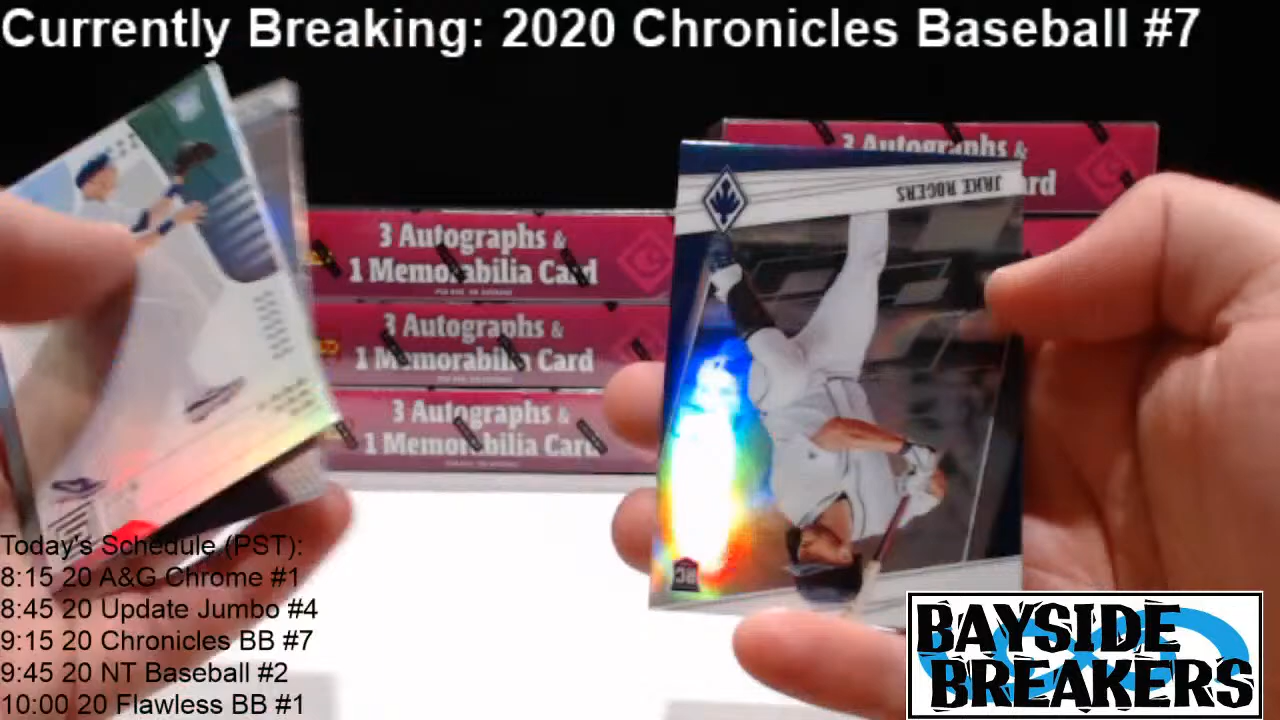 Currently Breaking: 2020 Chronicles Baseball #7
3 Autographs &
rd
JAKE ROGERS
3 Autographs &
1 Memorabilia Card
3 Autographs &
1 Memorabilia Card
3 Autographs &
1 Memorabilia Card
RC
Today's Schedule (PST):
8:15 20 A&G Chrome #1
8:45 20 Update Jumbo #4
9:15 20 Chronicles BB #7
9:45 20 NT Baseball #2
10:00 20 Flawless BB #1
BAYSIDE
BREAKERS